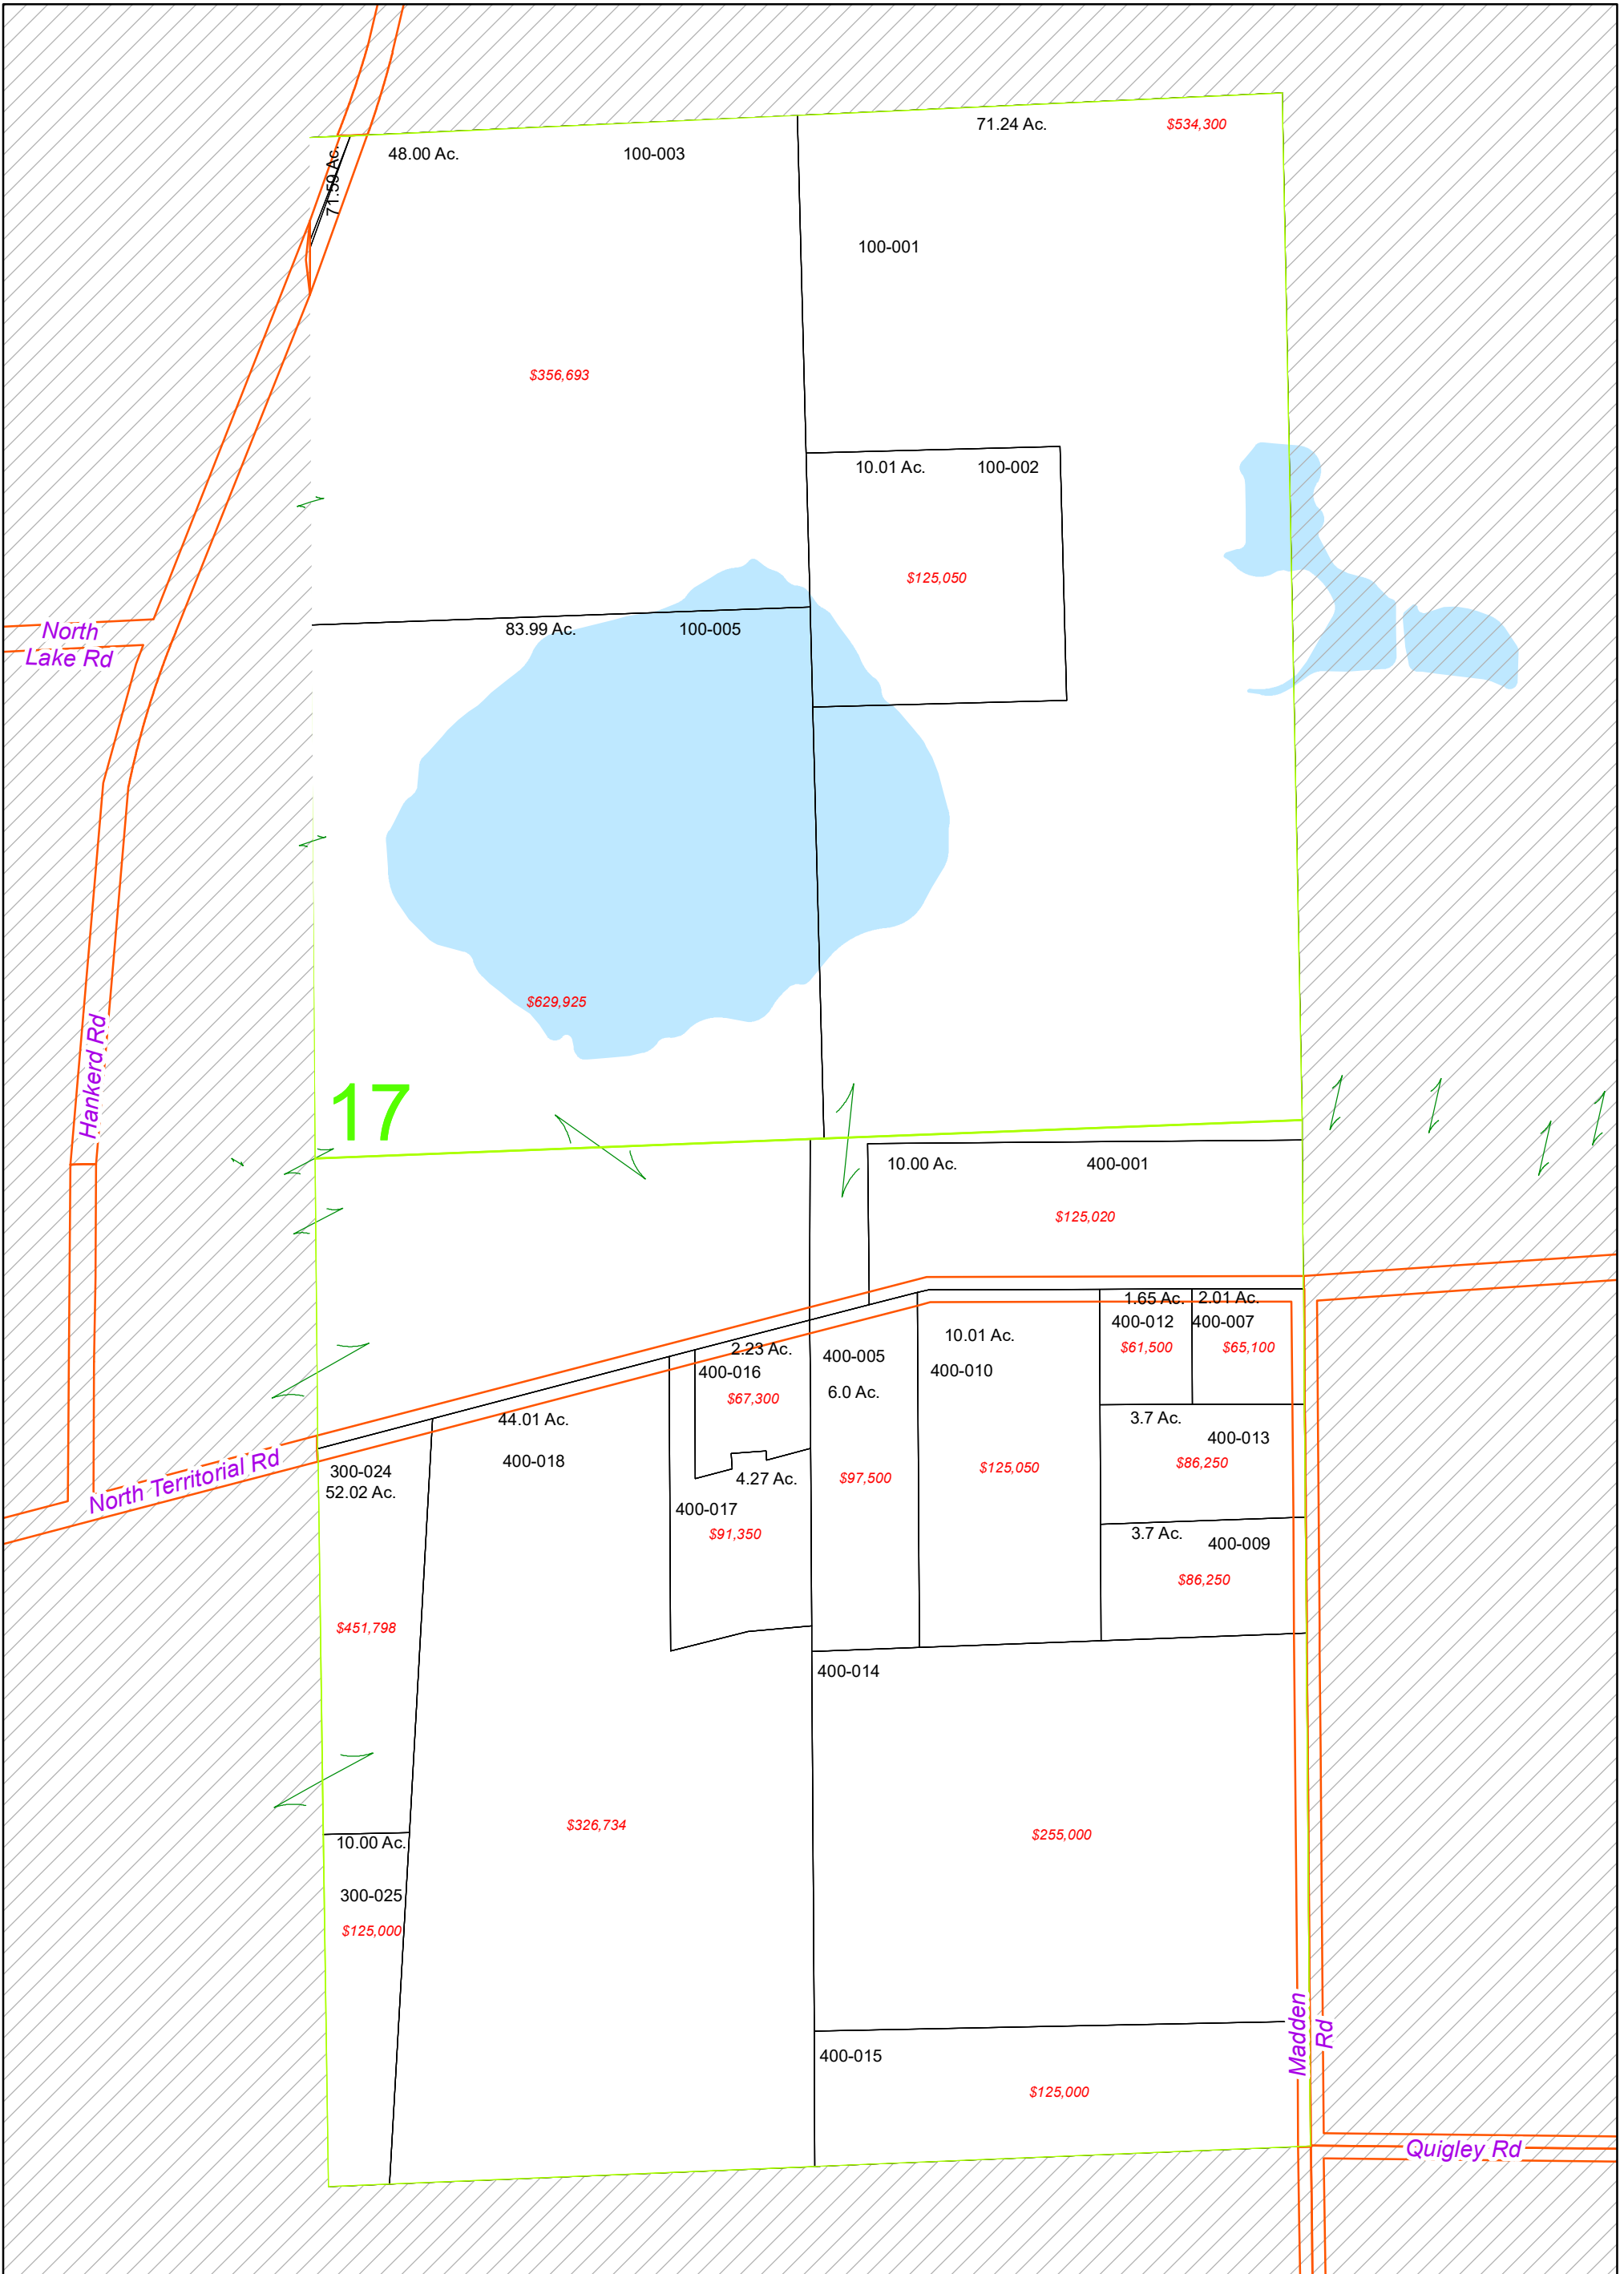 71.24 Ac.
$534,300
71.59 Ac.
48.00 Ac.
100-003
100-001
$356,693
10.01 Ac.
100-002
$125,050
North
Lake Rd
83.99 Ac.
100-005
$629,925
Hankerd Rd
17
10.00 Ac.
400-001
$125,020
1.65 Ac.
2.01 Ac.
400-012
400-007
$61,500
$65,100
10.01 Ac.
400-010
$125,050
2.23 Ac.
400-016
$67,300
400-005
6.0 Ac.
$97,500
44.01 Ac.
400-018
3.7 Ac.
400-013
$86,250
North Territorial Rd
300-024
52.02 Ac.
4.27 Ac.
400-017
$91,350
3.7 Ac.
400-009
$86,250
$451,798
400-014
$326,734
$255,000
10.00 Ac.
300-025
$125,000
Madden
Rd
400-015
$125,000
Quigley Rd